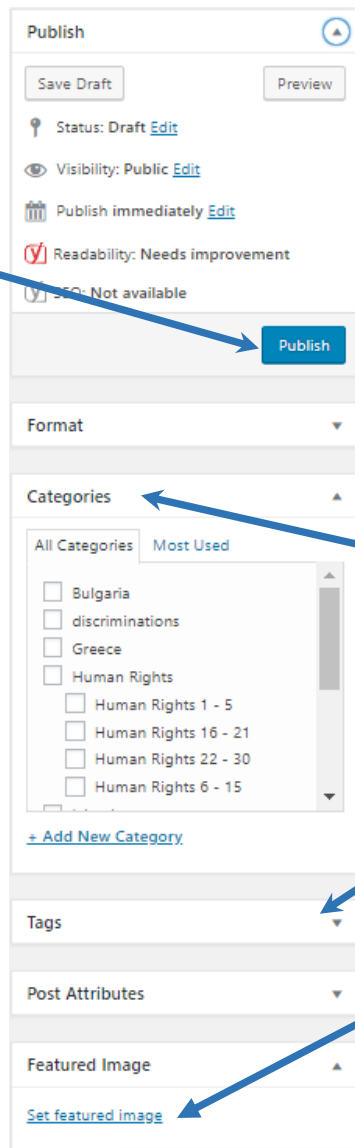 Publish
Save Draft Preview
Status: Draft Edit
Visibility: Public Edit
Publish immediately Edit
Readability: Needs improvement
SEO: Not available
Publish
Format
Categories
All Categories Most Used
Bulgaria
discriminations
Greece
Human Rights
Human Rights 1 - 5
Human Rights 16 - 21
Human Rights 22 - 30
Human Rights 6 - 15
+ Add New Category
Tags
Post Attributes
Featured Image
Set featured image